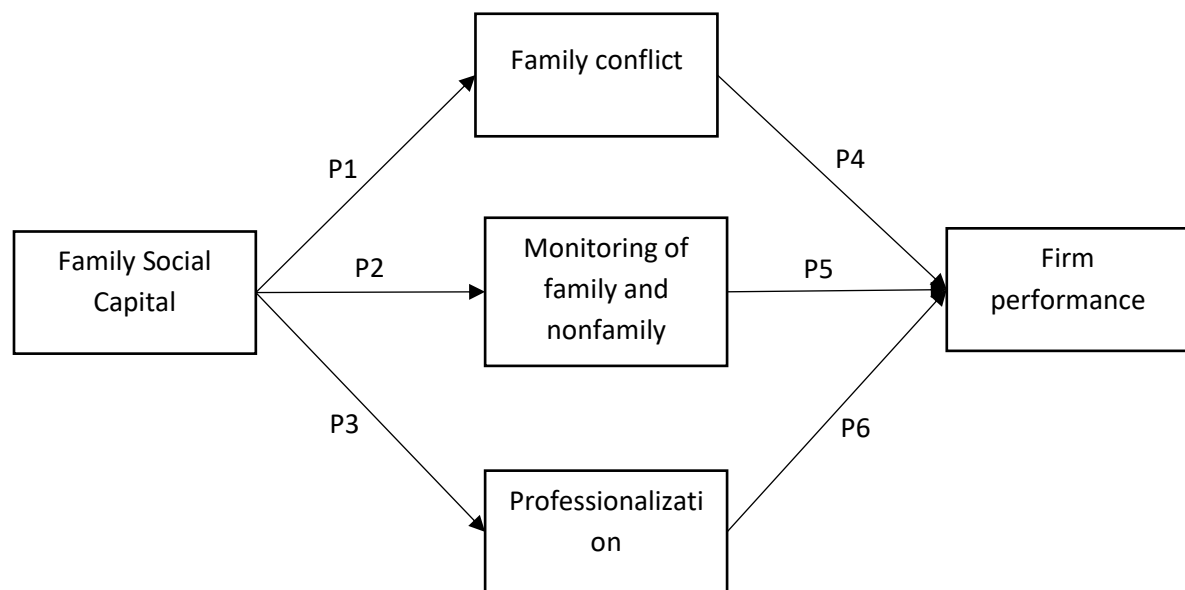 Family conflict
P1
P4
Family Social
Capital
P2
Monitoring of
family and
nonfamily
P5
Firm
performance
P3
P6
Professionalizati
on